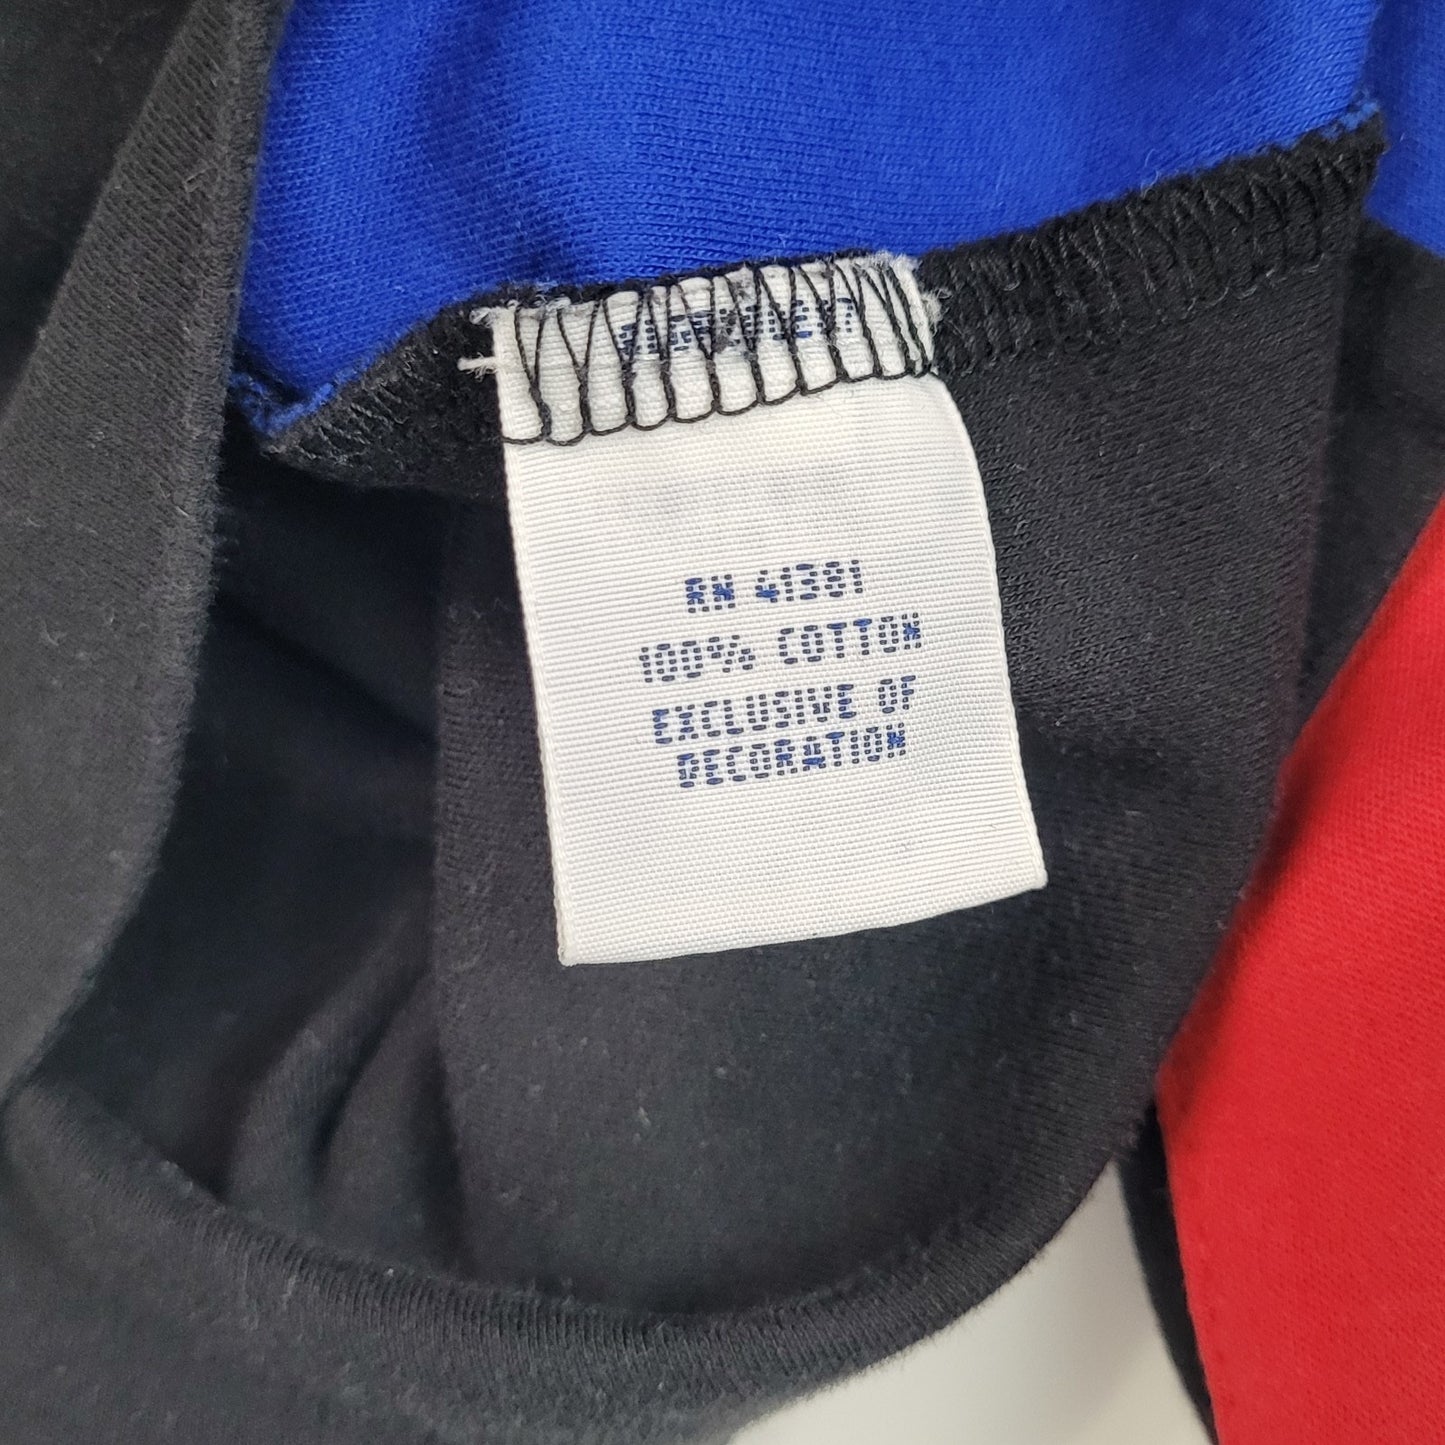 RN 41381
100% COTTON
EXCLUSIVE OF
DECORATION